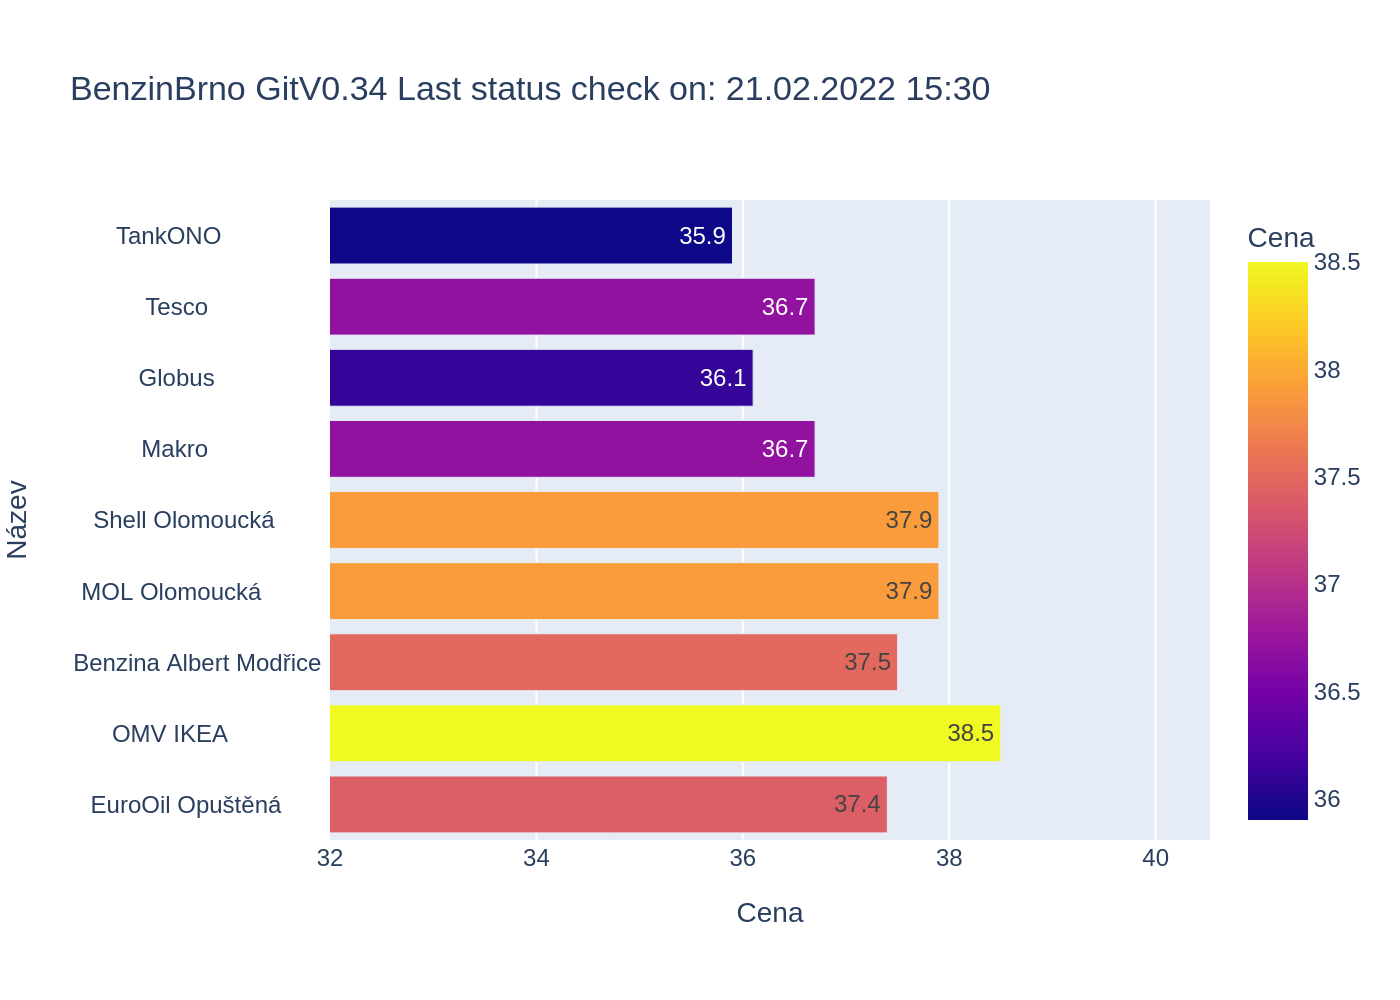 BenzinBrno GitV0.34 Last status check on: 21.02.2022 15:30
Cena
38.5
38
37.5
37
36.5
36
Název
TankONO 35.9
Tesco 36.7
Globus 36.1
Makro 36.7
Shell Olomoucká 37.9
MOL Olomoucká 37.9
Benzina Albert Modřice 37.5
OMV IKEA 38.5
EuroOil Opuštěná 37.4
32 34 36 38 40
Cena